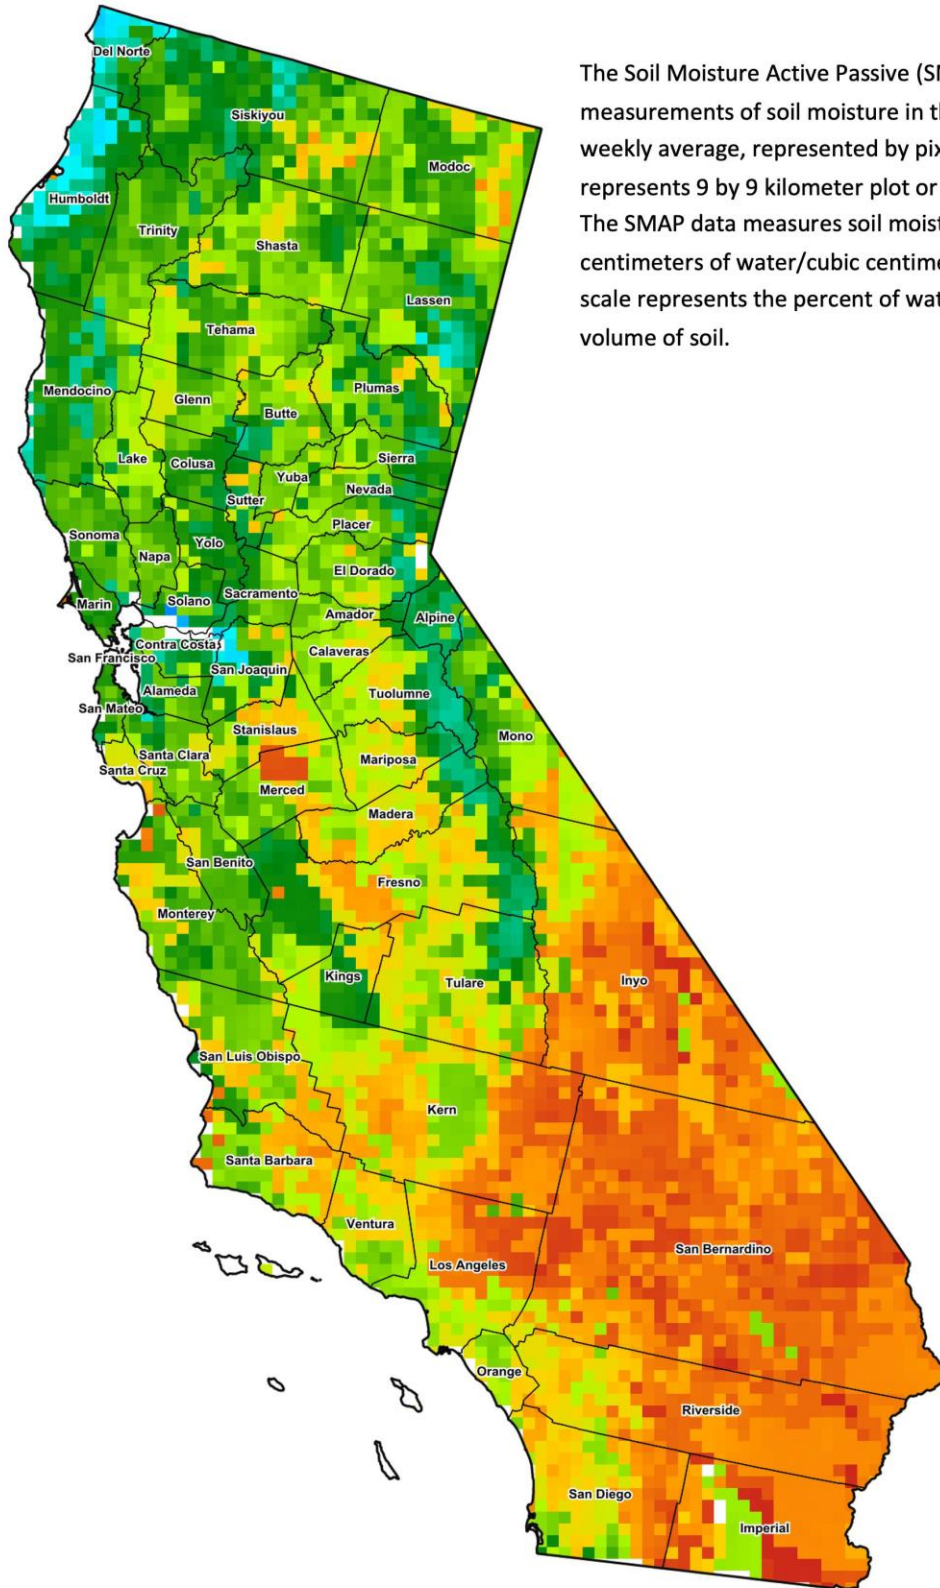 The Soil Moisture Active Passive
measurements of soil moisture in
weekly average, represented by
represents 9 by 9 kilometer plot or
The SMAP data measures soil
centimeters of water/cubic
scale represents the percent of
volume of soil.
Del Norte
Siskiyou
Modoc
Humboldt
Trinity
Shasta
Lassen
Tehama
Mendocino
Glenn
Butte
Plumas
Lake
Colusa
Sierra
Yuba
Sutter
Nevada
Placer
Sonoma
Napa
Yolo
El Dorado
Marin
Solano
Sacramento
Amador
Alpine
Contra Costa
San Francisco
Calaveras
San Joaquin
Alameda
Tuolumne
San Mateo
Stanislaus
Mono
Santa Clara
Santa Cruz
Mariposa
Merced
Madera
San Benito
Fresno
Monterey
Kings
Tulare
Inyo
San Luis Obispo
Kern
Santa Barbara
Ventura
San Bernardino
Los Angeles
Orange
Riverside
San Diego
Imperial